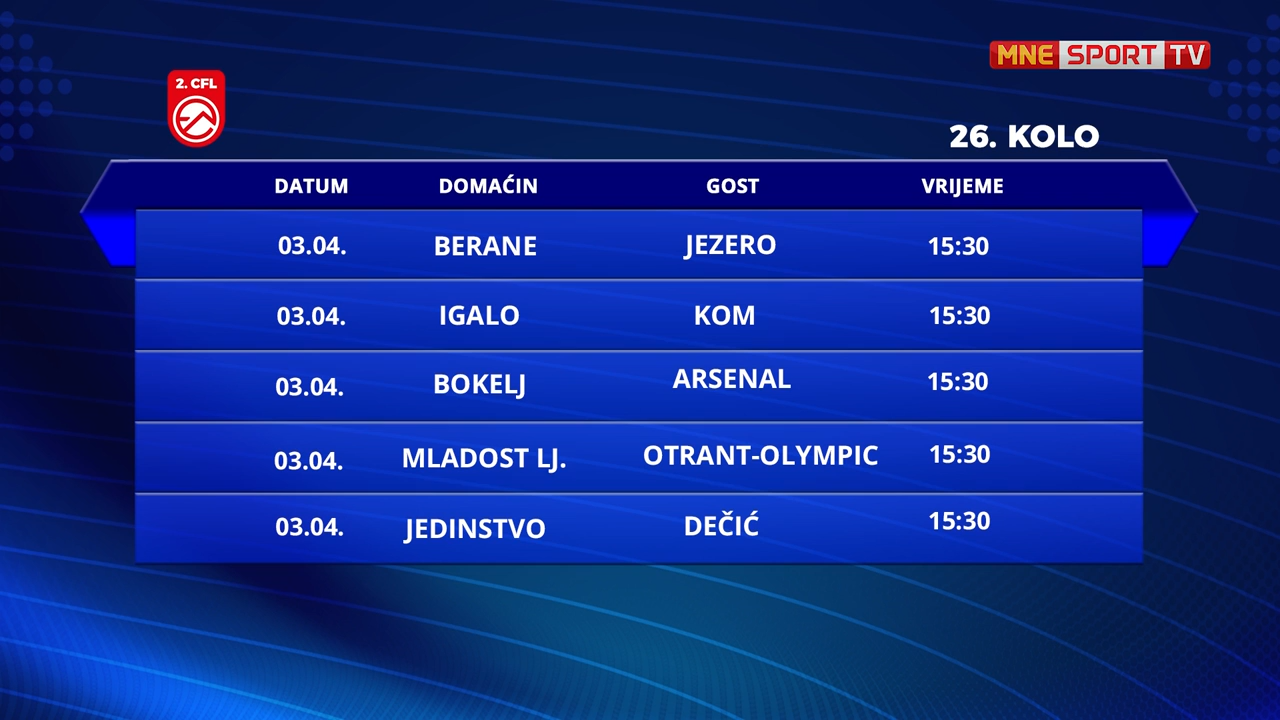 MNE SPORT TV
2. CFL
26. KOLO
DATUM DOMAĆIN GOST VRIJEME
03.04. BERANE JEZERO 15:30
03.04. IGALO KOM 15:30
03.04. BOKELJ ARSENAL 15:30
03.04. MLADOST LJ. OTRANT-OLYMPIC 15:30
03.04. JEDINSTVO DEČIĆ 15:30